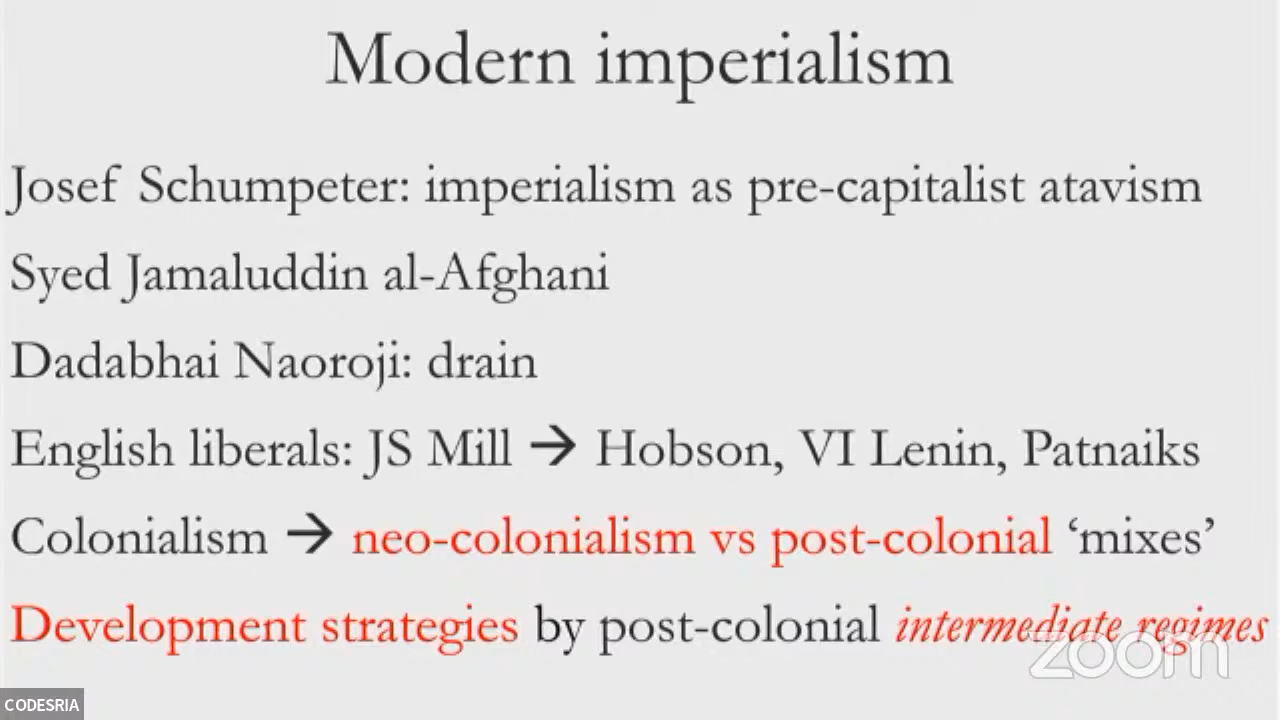 Modern imperialism
Josef Schumpeter: imperialism as pre-capitalist atavism
Syed Jamaluddin al-Afghani
Dadabhai Naoroji: drain
English liberals: JS Mill → Hobson, VI Lenin, Patnaiks
Colonialism → neo-colonialism vs post-colonial ‘mixes’
Development strategies by post-colonial intermediate regimes
zoom
CODESRIA